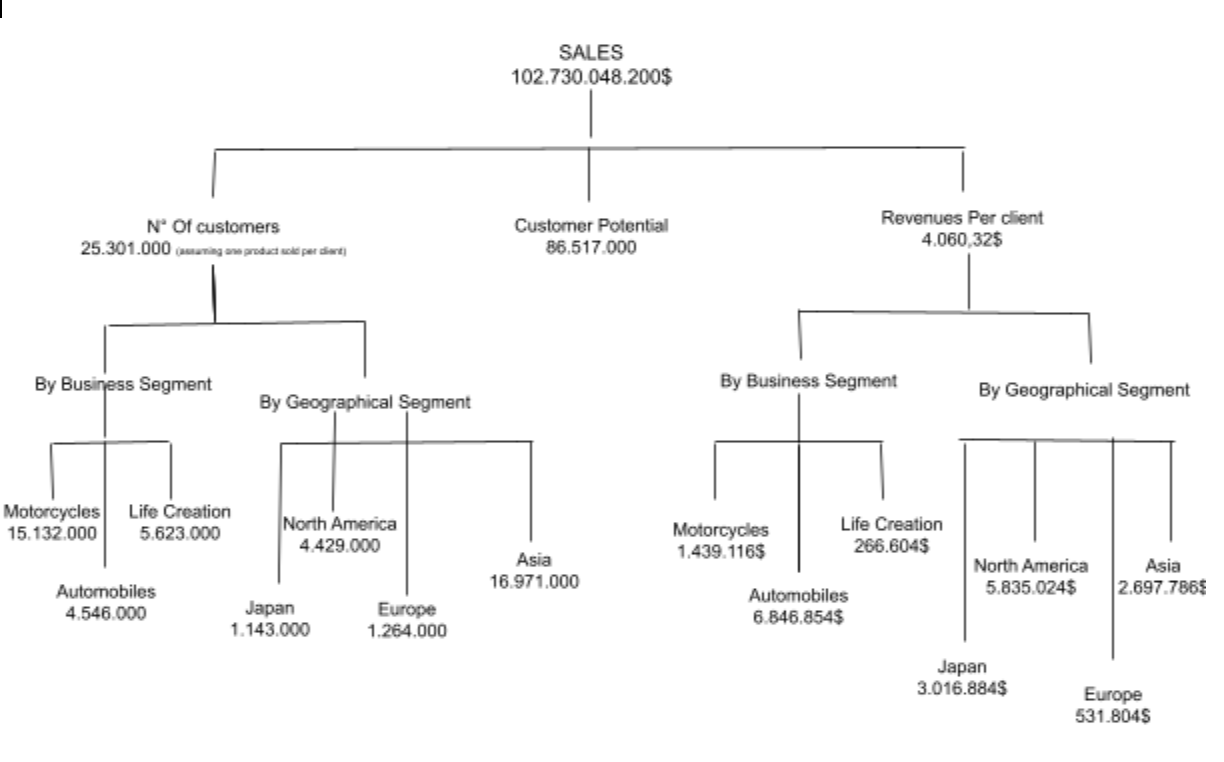 SALES
102.730.048.200$
N° Of customers
25.301.000 (assuming one product sold per client)
Customer Potential
86.517.000
Revenues Per client
4.060,32$
By Business Segment
By Geographical Segment
Motorcycles
15.132.000
Life Creation
5.623.000
Automobiles
4.546.000
North America
4.429.000
Japan
1.143.000
Europe
1.264.000
Asia
16.971.000
By Business Segment
By Geographical Segment
Motorcycles
1.439.116$
Life Creation
266.604$
Automobiles
6.846.854$
North America
5.835.024$
Asia
2.697.786$
Japan
3.016.884$
Europe
531.804$